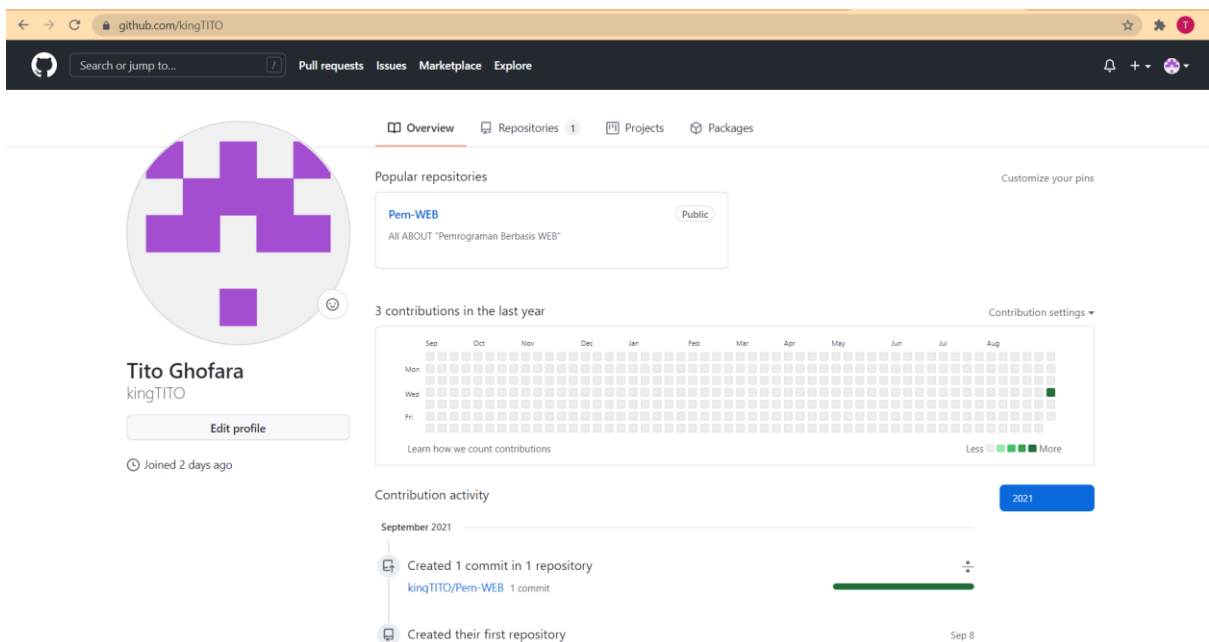 github.com/kingTITO
T
Search or jump to... / Pull requests Issues Marketplace Explore
Overview Repositories 1 Projects Packages
Popular repositories Customize your pins
Pem-WEB Public
All ABOUT "Pemrograman Berbasis WEB"
3 contributions in the last year Contribution settings
Sep Oct Nov Dec Jan Feb Mar Apr May Jun Jul Aug
Mon
Wed
Fri
Learn how we count contributions Less More
Tito Ghofara
kingTITO
Edit profile
Joined 2 days ago
Contribution activity 2021
September 2021
Created 1 commit in 1 repository
kingTITO/Pem-WEB 1 commit
Created their first repository Sep 8